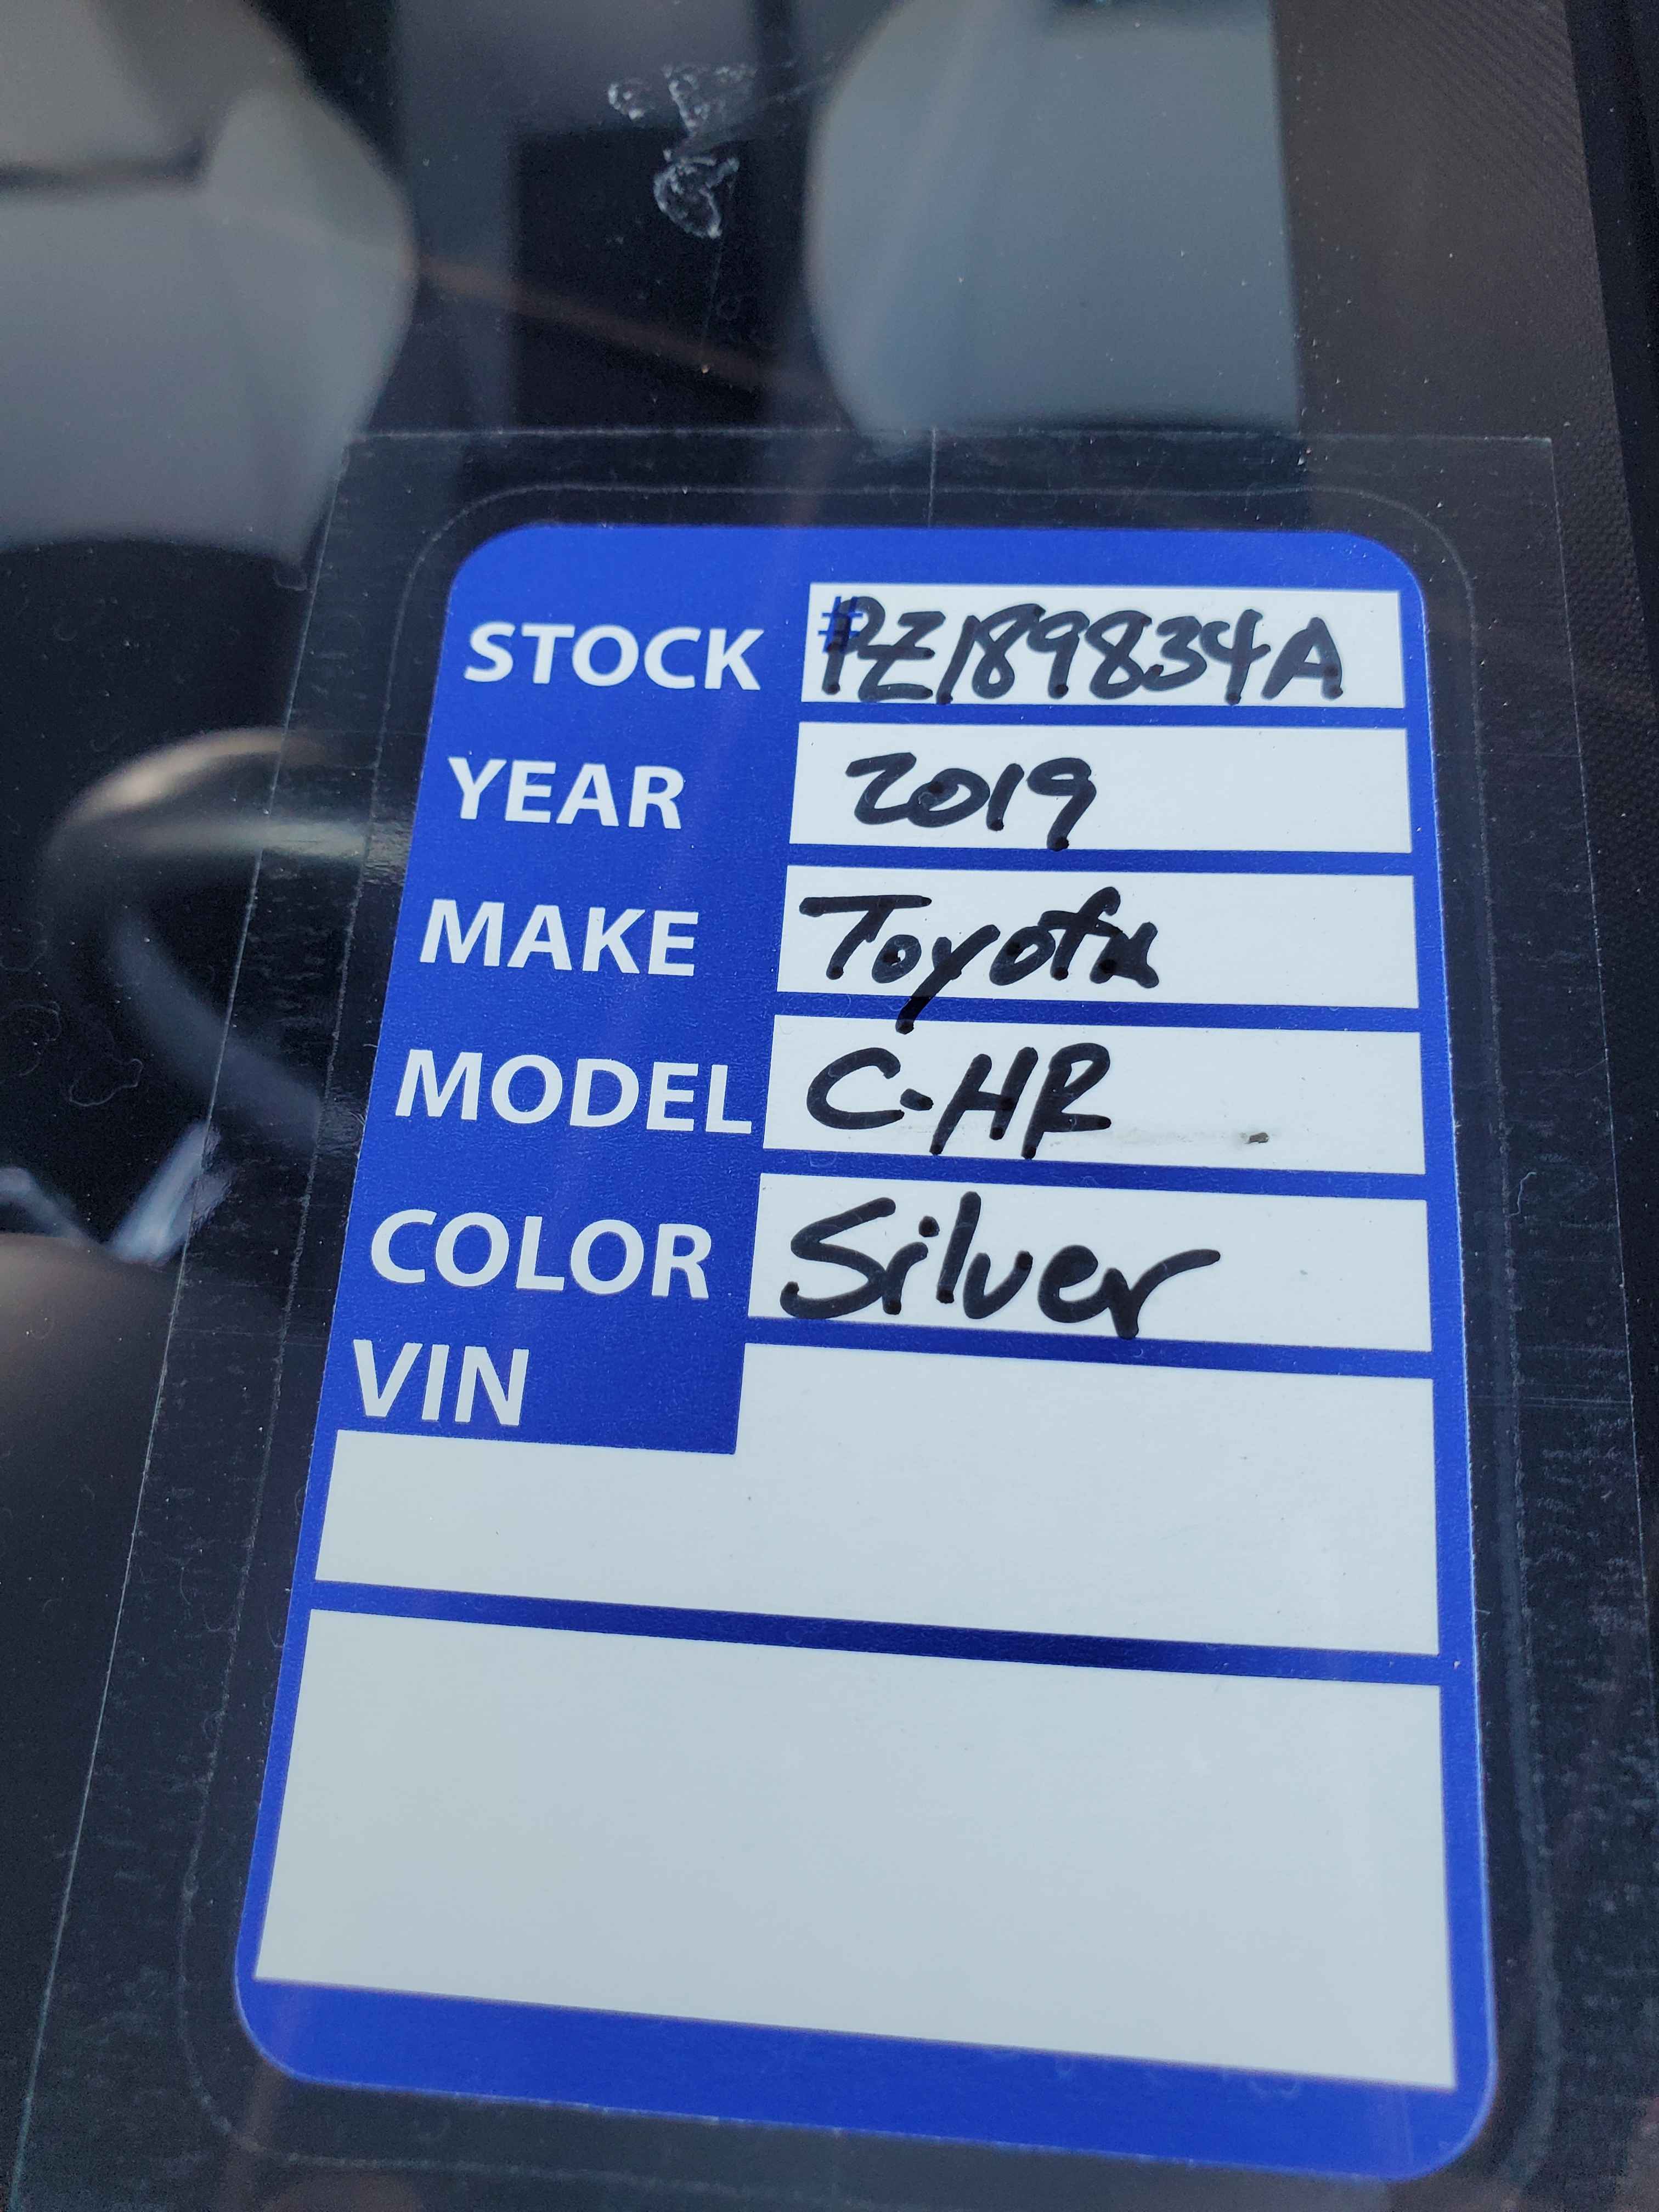 STOCK #PZ189834A
YEAR 2019
MAKE Toyota
MODEL C-HR
COLOR Silver
VIN